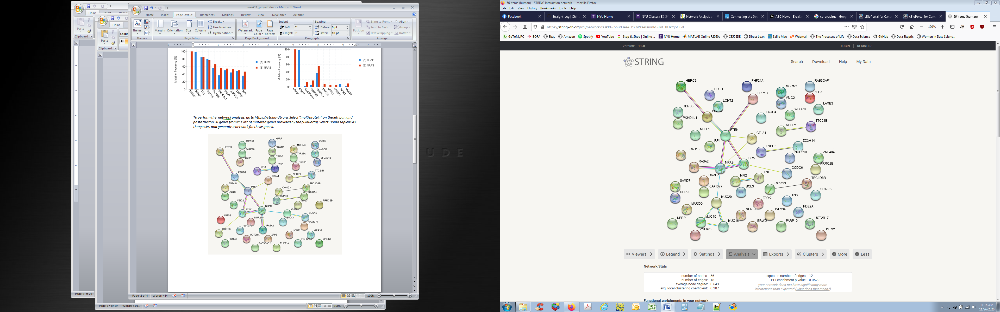 week11_project.docx - Microsoft Word
Home Insert Page Layout References Mailings Review View Developer Acrobat
Themes
Margins Orientation Size Columns
Breaks
Line Numbers
Hyphenation
Watermark Page Color Page Borders
Indent Spacing
Left: 0" Before: 0 pt
Right: 0" After: 10 pt
Position
Bring to Front
Send to Back
Text Wrapping
Align
Group
Rotate
Themes Page Setup Page Background Paragraph Arrange
Home
Paste
Clipboard
Home
Calibr
Paste
B
Clipboard
Mutation frequency (%)
100
80
60
40
20
0
NRAS* BRAF* TTN MUC16 DNAH5 PKHD1L1 PCLO ADGRV1 LRP1B RP1
(A) BRAF
(B) NRAS
Mutation frequency (%)
100
80
60
40
20
0
NRAS* BRAF* RAB3GAP1 PRRC2B PKHD1L1 TRAV24 LCMT2 WDR70 TAOK1 MUC20
(A) BRAF
(B) NRAS
To perform the network analysis, go to https://string-db.org. Select “multi protein” on the left bar, and
paste the top 50 genes from the list of mutated genes provided by the cBioPortal. Select Homo sapiens as
the species and generate a network for these genes.
ZNF626
KPRP
SAMD7
HERC3
PARP10
BRWD1
MORN3
MARCO
PDE9A
NELL1
TVP23A
EFCAB13
TAOK1
MFI2
TNC
PSMD2
CTLA4
NPHP1
TTC21B
ZNF484
PTEN
CXorf23
TBC1D8B
LAMB3
TNPO3
ZC3H14
VSIG2
BCL3
PRRC2B
BRAF
NRAS
MUC20
MUC15
INTS2
NUP210
EXOC4
KIAA1377
WDR70
RASA2
CCDC6
UGT2B17
ZFP3
LCMT2
GPR37
RBMS3
RAB3GAP1
PHF21A
PKHD1L1
SPINK5
Page: 2 of 4 Words: 444 100%
Page: 1 of 23
Page: 17 of 19 Words: 3,011 100%
U D E
56 items (human) - STRING interaction network — Mozilla Firefox
File Edit View History Bookmarks Tools Help
Facebook
Straight-Leg | Chin
NYU Home
NYU Classes : BI-G
Network Analysis o
Connecting the Do
ABC News – Breaki
coronavirus - Goog
cBioPortal for Canc
cBioPortal for Canc
56 items (human) -
https://string-db.org/cgi/network?taskId=bhud3es4EbYM&sessionId=bd1KHkfq5GGX
100%
GoToMyPC BOFA Ebay Amazon Spotify YouTube Stop & Shop | Online ... NYU Home MATLAB Online R2020a CS50 IDE Direct Loan Sallie Mae Webmail The Processes of Life Data Science GitHub Data Skeptic Women in Data Scienc...
Version: 11.0 LOGIN | REGISTER
STRING
Search Download Help My Data
HERC3
PHF21A
RAB3GAP1
PCLO
MORN3
LRP1B
ZFP3
VSIG2
LCMT2
RBMS3
PSMD2
EXOC4
WDR70
LAMB3
PKHD1L1
NELL1
PTEN
NPHP1
TTC21B
CTLA4
RP1
TNPO3
ZC3H14
EFCAB13
NUP210
ZNF484
RASA2
NRAS
BRAF
PRRC2B
CCDC6
DNAH5
MFI2
TNC
TBC1D8B
SAMD7
KIAA1377
BCL3
CXorf23
GPR98
SPINK5
MUC20
TAOK1
TNN
MARCO
GPR37
TVP23A
PDE9A
KPRP
MUC15
MUC16
BRWD1
PARP10
UGT2B17
ZNF626
INTS2
Viewers Legend Settings Analysis Exports Clusters More Less
Network Stats
number of nodes: 56
number of edges: 18
average node degree: 0.643
avg. local clustering coefficient: 0.287
expected number of edges: 12
PPI enrichment p-value: 0.0529
your network does not have significantly more
interactions than expected (what does that mean?)
Functional enrichments in your network
48 49
11:16 AM
11/26/2020